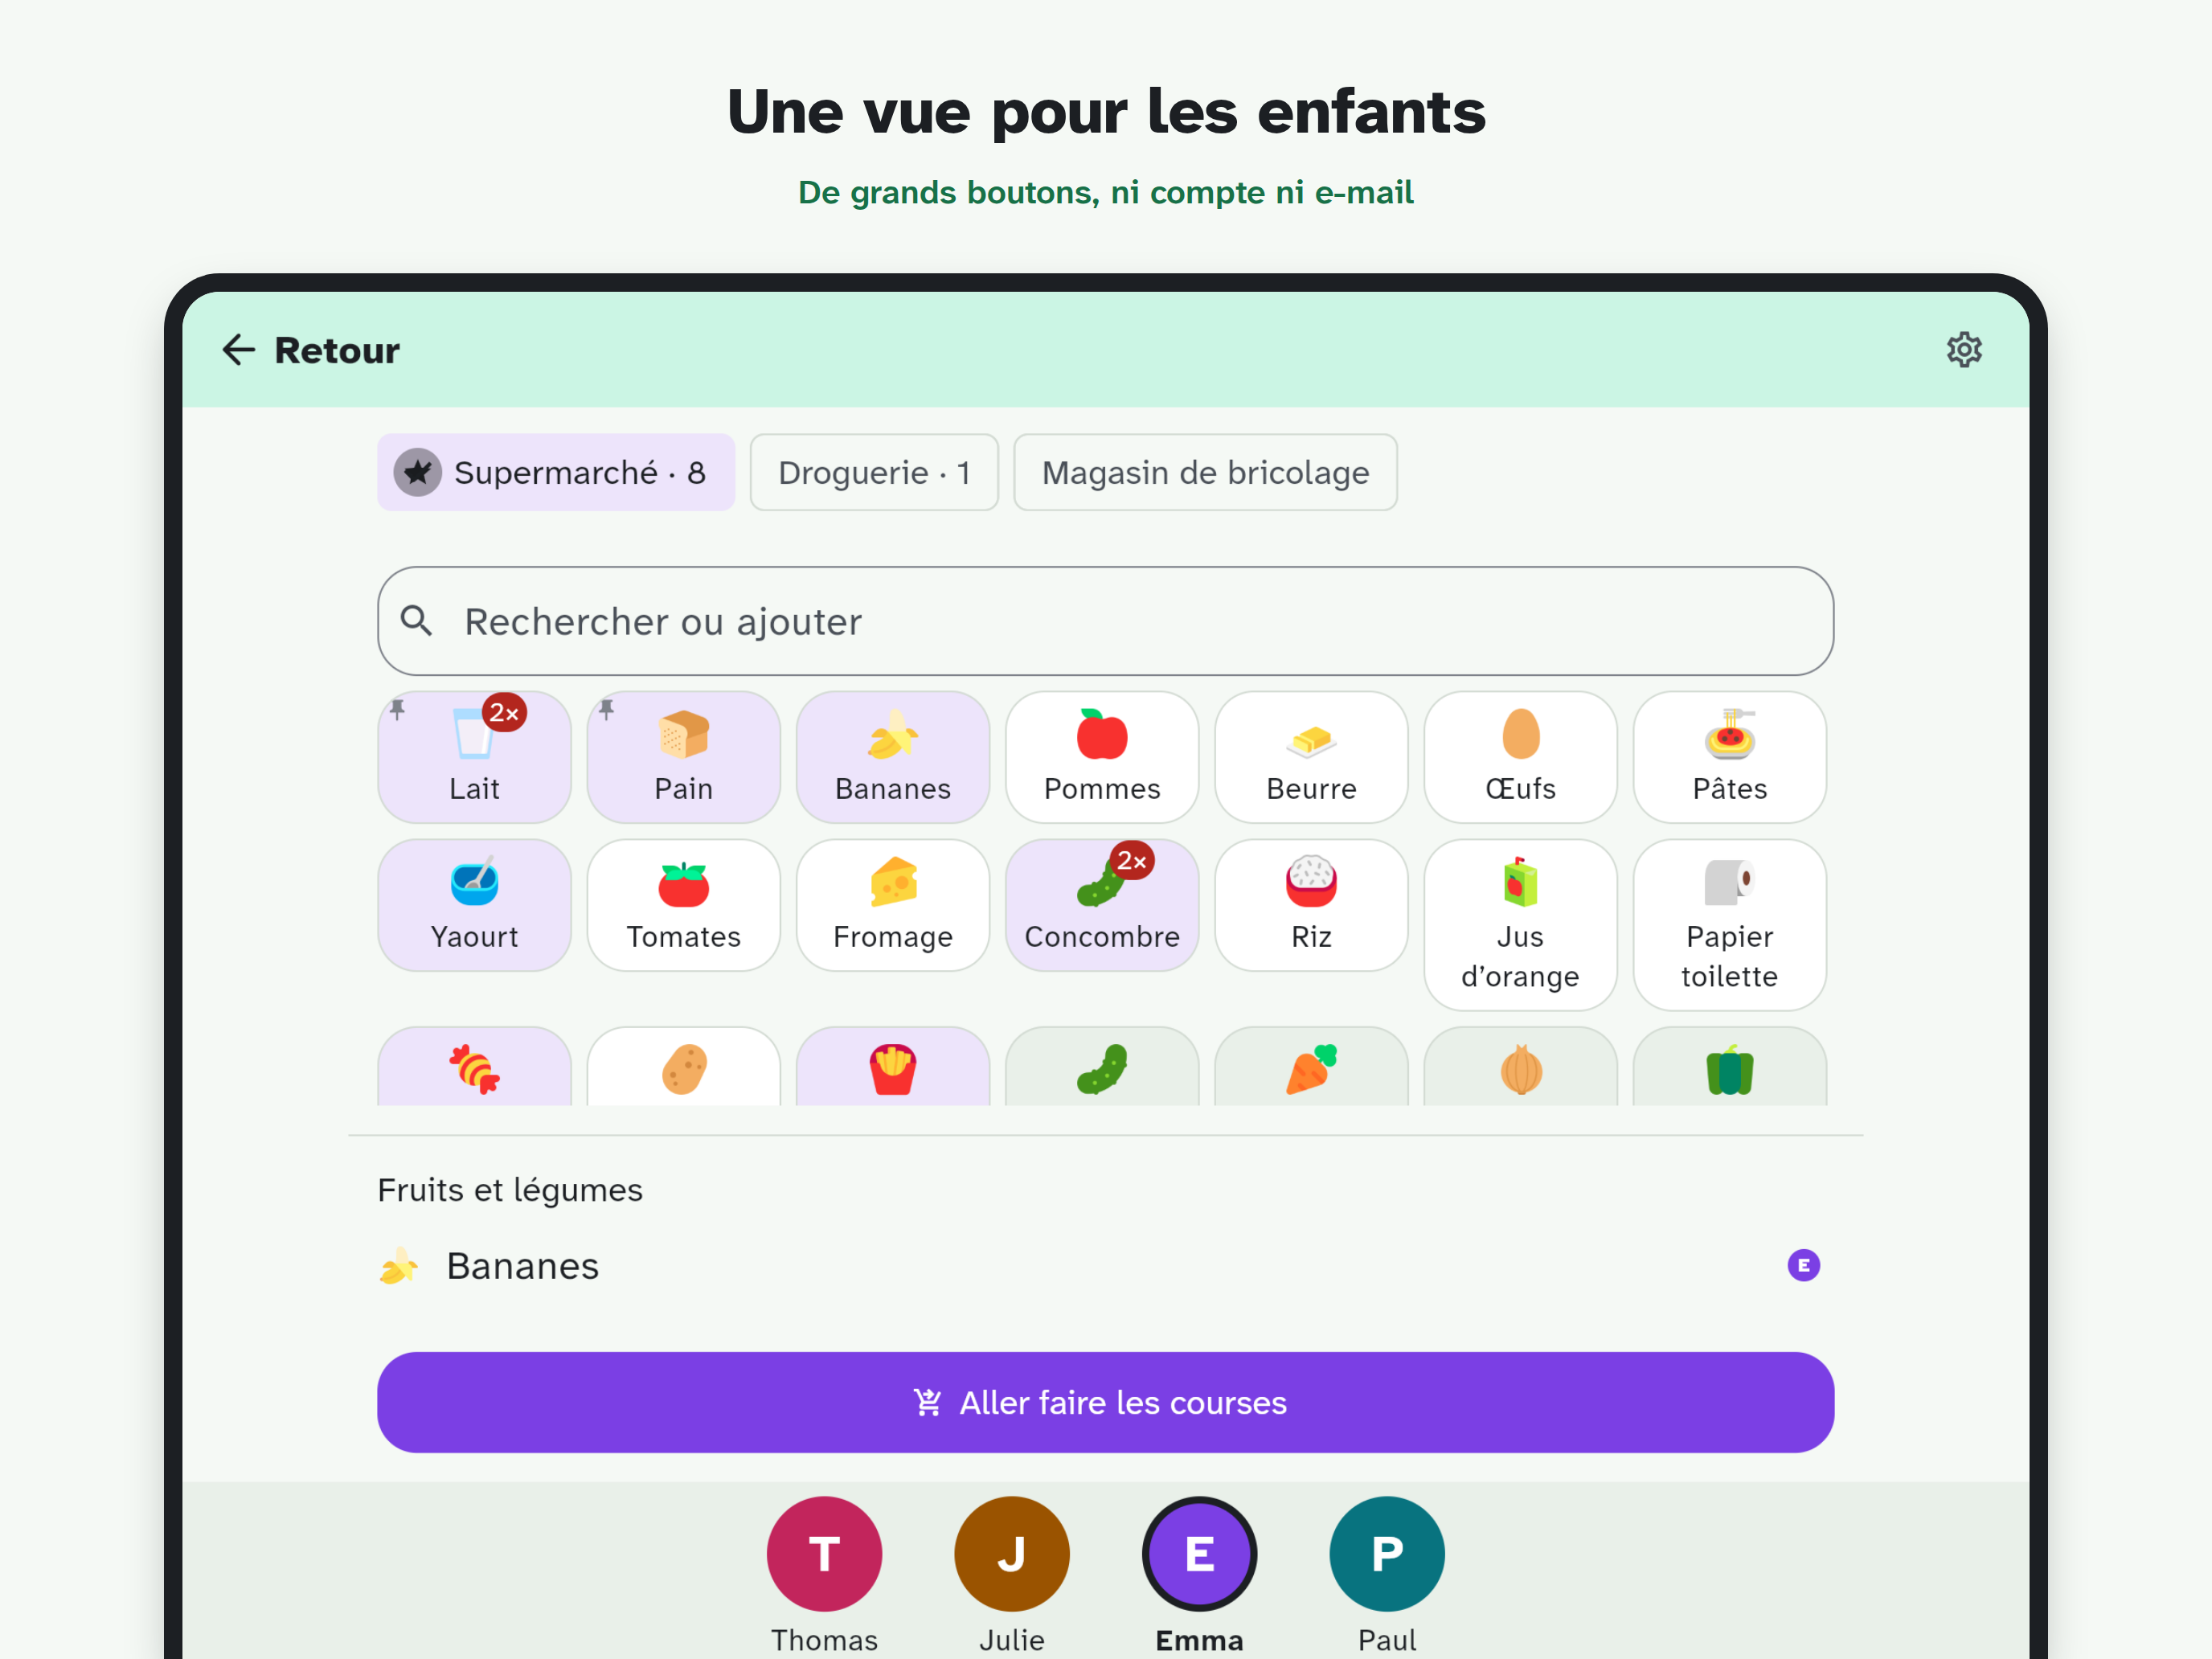 Une vue pour les enfants
De grands boutons, ni compte ni e-mail
Retour
Supermarché · 8
Droguerie · 1
Magasin de bricolage
Rechercher ou ajouter
2×
Lait
Pain
Bananes
Pommes
Beurre
Œufs
Pâtes
Yaourt
Tomates
Fromage
2×
Concombre
Riz
Jus
d’orange
Papier
toilette
Fruits et légumes
Bananes
E
Aller faire les courses
T
J
E
P
Thomas
Julie
Emma
Paul